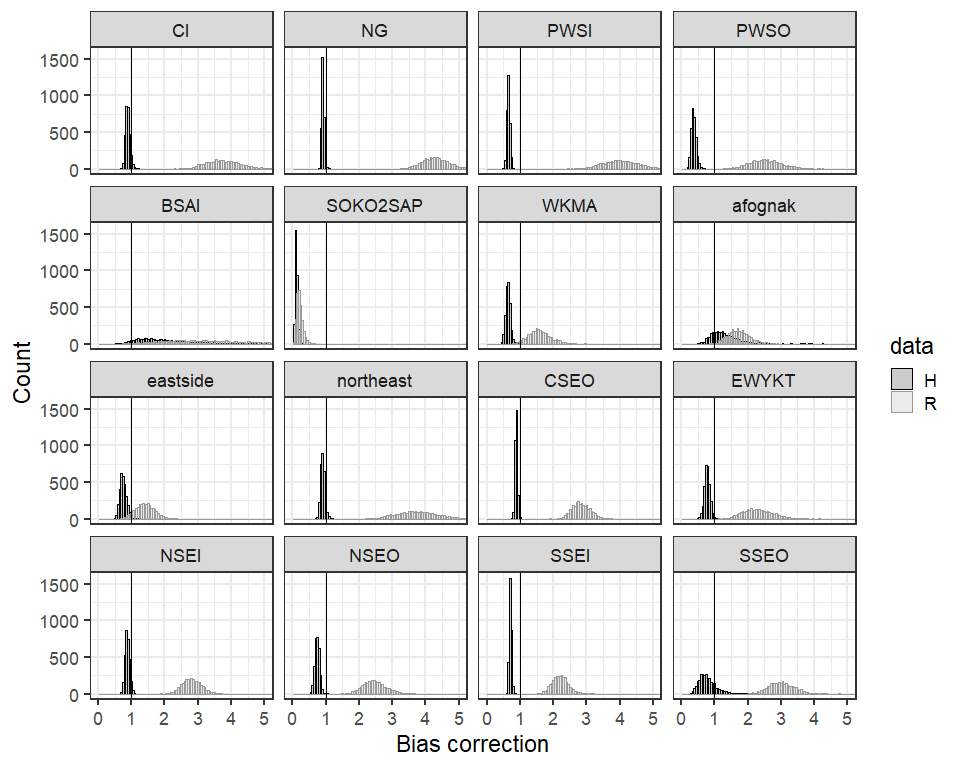 CI NG PWSI PWSO
1500
1000
500
0
BSAI SOKO2SAP WKMA afognak
1500
1000
500
0
eastside northeast CSEO EWYKT
1500
1000
500
0
NSEI NSEO SSEI SSEO
1500
1000
500
0
0 1 2 3 4 5 0 1 2 3 4 5 0 1 2 3 4 5 0 1 2 3 4 5
Bias correction
Count
data
H
R